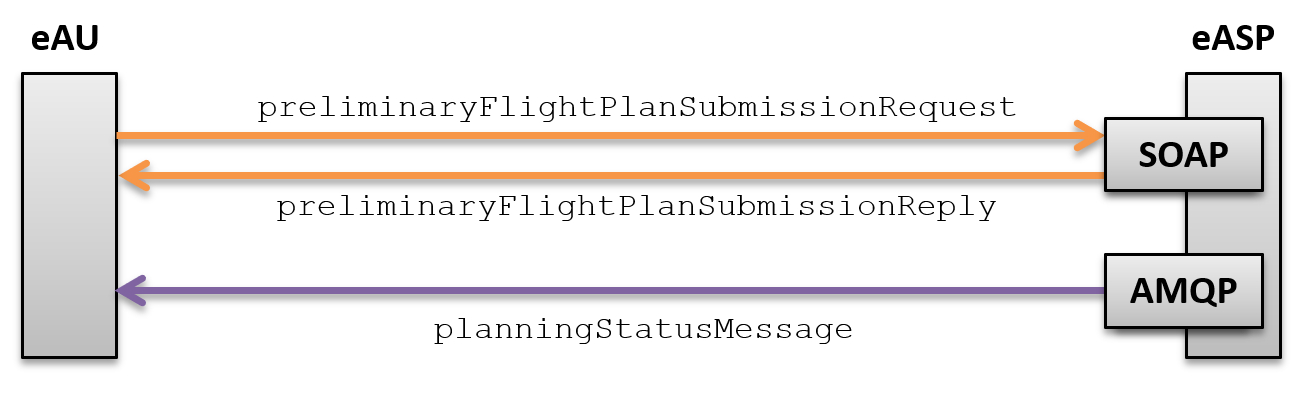 eAU
eASP
preliminaryFlightPlanSubmissionRequest
SOAP
preliminaryFlightPlanSubmissionReply
AMQP
planningStatusMessage